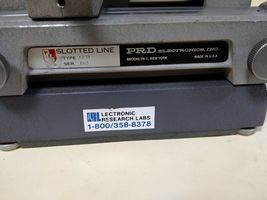 SLOTTED LINE
TYPE
SER.
PRD ELECTRONICS, INC.
BROOKLYN 1, NEW YORK
MADE IN U.S.A.
LECTRONIC
RESEARCH LABS
1-800/358-8378